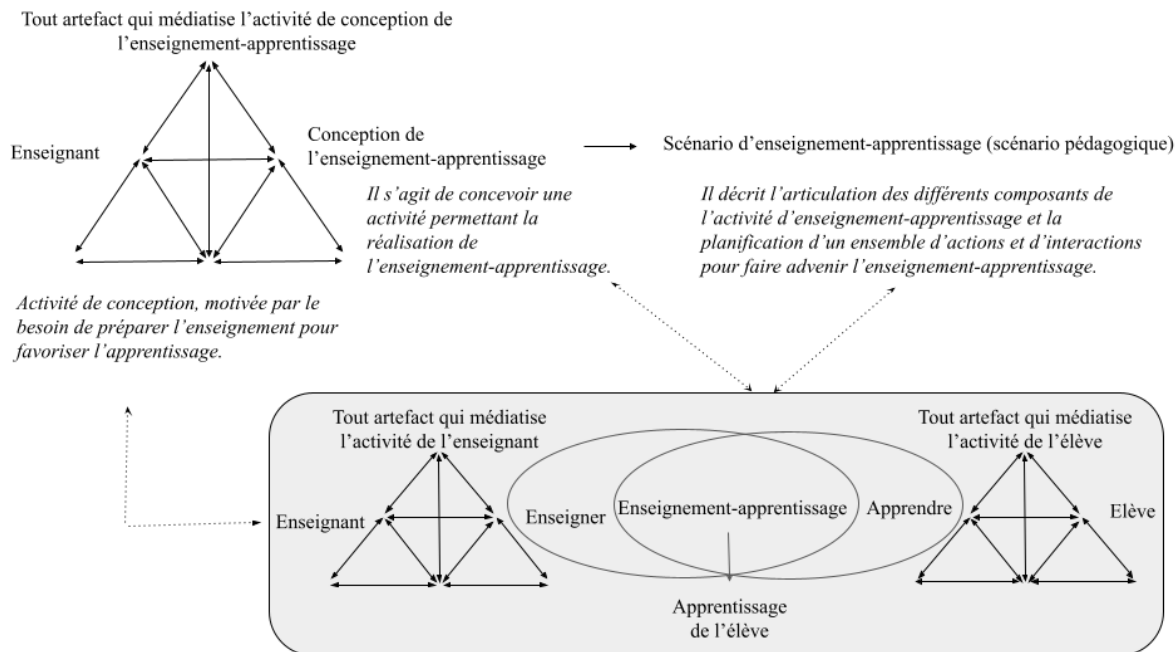 Tout artefact qui médiatise l’activité de conception de
l’enseignement-apprentissage
Enseignant
Conception de
l’enseignement-apprentissage
Scénario d’enseignement-apprentissage (scénario pédagogique)
Il s’agit de concevoir une
activité permettant la
réalisation de
l’enseignement-apprentissage.
Il décrit l’articulation des différents composants de
l’activité d’enseignement-apprentissage et la
planification d’un ensemble d’actions et d’interactions
pour faire advenir l’enseignement-apprentissage.
Activité de conception, motivée par le
besoin de préparer l’enseignement pour
favoriser l’apprentissage.
Tout artefact qui médiatise
l’activité de l’enseignant
Tout artefact qui médiatise
l’activité de l’élève
Enseignant
Enseigner
Enseignement-apprentissage
Apprendre
Elève
Apprentissage
de l’élève